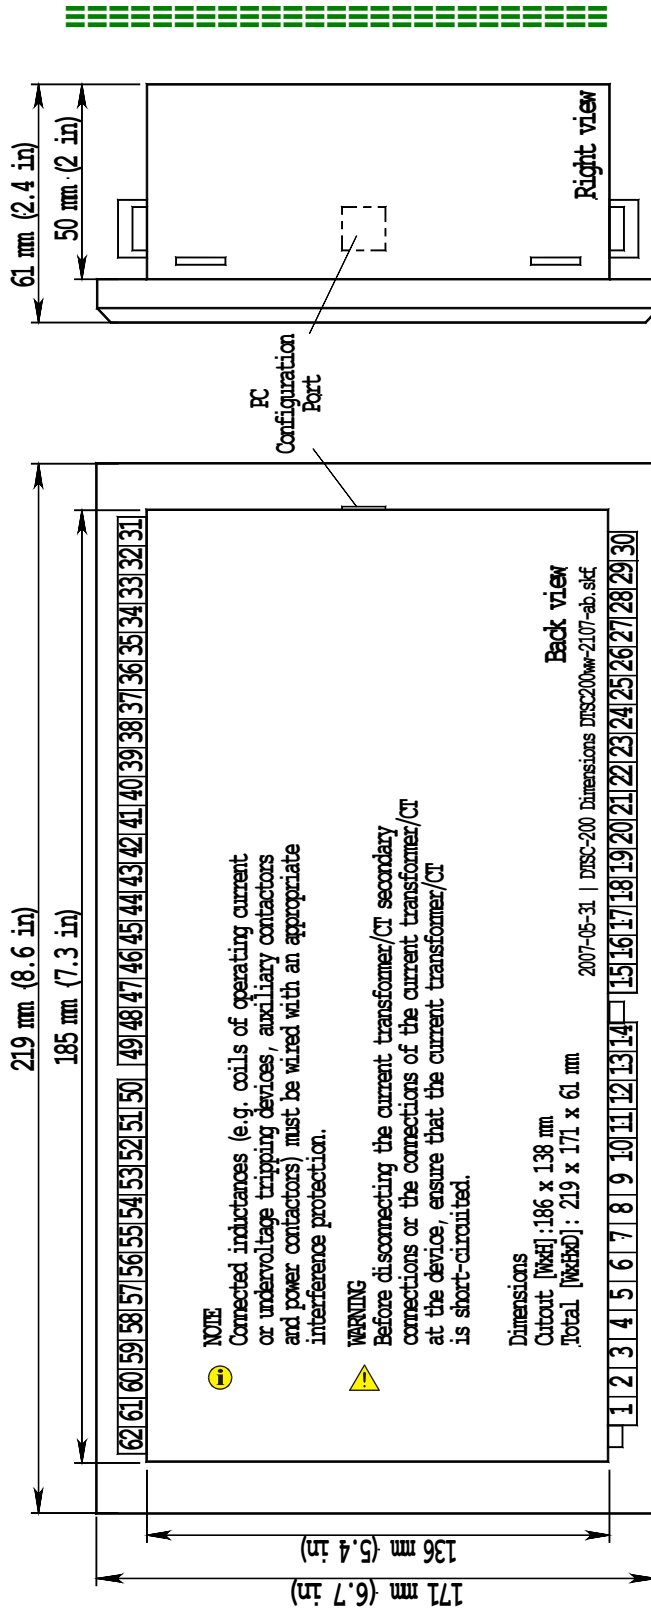 219 mm (8.6 in)
185 mm (7.3 in)
61 mm (2.4 in)
50 mm (2 in)
62 61 60 59 58 57 56 55 54 53 52 51 50 49 48 47 46 45 44 43 42 41 40 39 38 37 36 35 34 33 32 31
171 mm (6.7 in)
136 mm (5.4 in)
NOTE
Connected inductances (e.g. coils of operating current
or undervoltage tripping devices, auxiliary contactors
and power contactors) must be wired with an appropriate
interference protection.
WARNING
Before disconnecting the current transformer/CT secondary
connections or the connections of the current transformer/CT
at the device, ensure that the current transformer/CT
is short-circuited.
Dimensions
Cutout [WxH]:186 x 138 mm
Total [WxHxD]: 219 x 171 x 61 mm
Back view
2007-05-31 | DTSC-200 Dimensions DTSC200ww-2107-ab.skf
1 2 3 4 5 6 7 8 9 10 11 12 13 14 15 16 17 18 19 20 21 22 23 24 25 26 27 28 29 30
PC
Configuration
Port
Right view